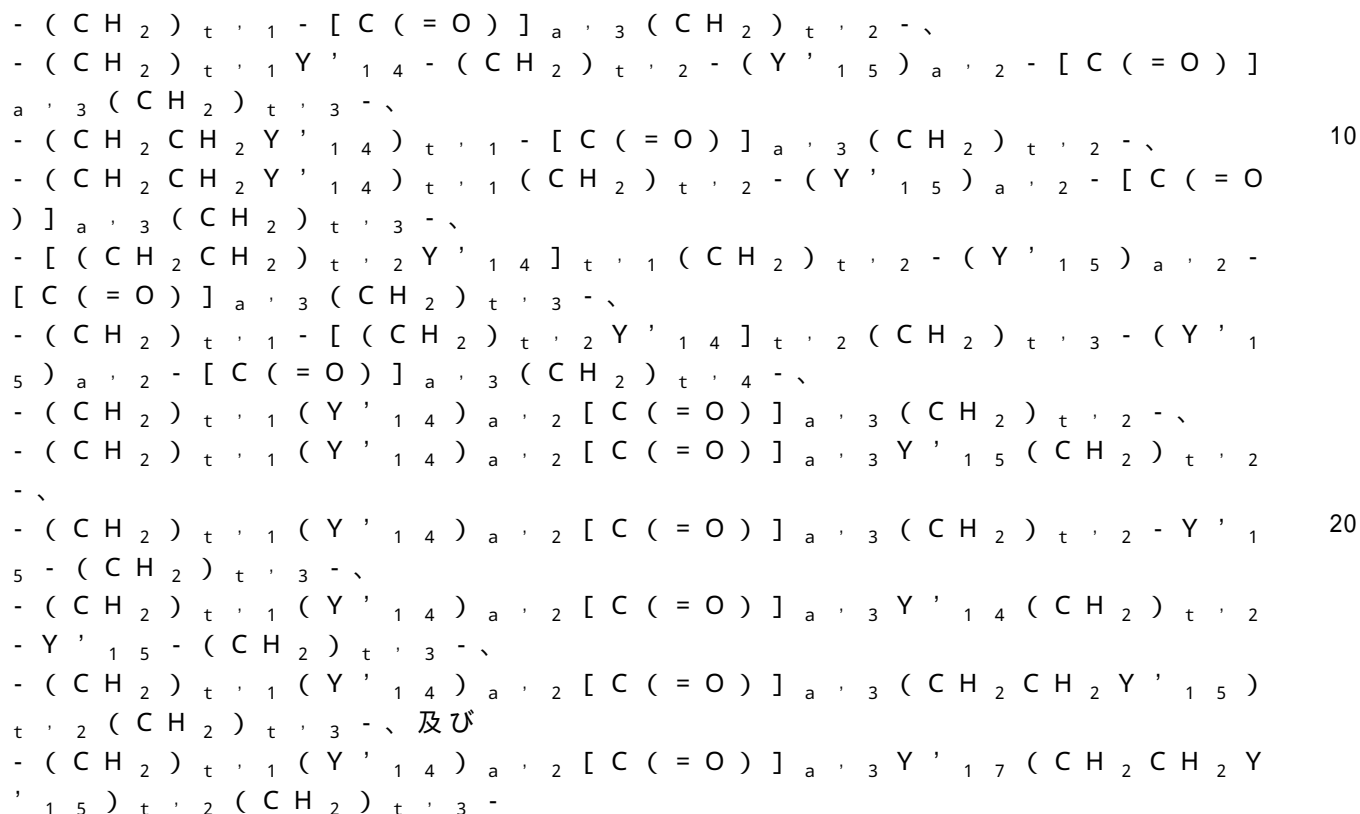 -(CH₂)t'₁-[C(=O)]a'₃(CH₂)t'₂-、
-(CH₂)t'₁Y'₁₄-(CH₂)t'₂-(Y'₁₅)a'₂-[C(=O)]
a'₃(CH₂)t'₃-、
-(CH₂CH₂Y'₁₄)t'₁-[C(=O)]a'₃(CH₂)t'₂-、 10
-(CH₂CH₂Y'₁₄)t'₁(CH₂)t'₂-(Y'₁₅)a'₂-[C(=O
)]a'₃(CH₂)t'₃-、
-[(CH₂CH₂)t'₂Y'₁₄]t'₁(CH₂)t'₂-(Y'₁₅)a'₂-
[C(=O)]a'₃(CH₂)t'₃-、
-(CH₂)t'₁-[(CH₂)t'₂Y'₁₄]t'₂(CH₂)t'₃-(Y'₁
₅)a'₂-[C(=O)]a'₃(CH₂)t'₄-、
-(CH₂)t'₁(Y'₁₄)a'₂[C(=O)]a'₃(CH₂)t'₂-、
-(CH₂)t'₁(Y'₁₄)a'₂[C(=O)]a'₃Y'₁₅(CH₂)t'₂
-、
-(CH₂)t'₁(Y'₁₄)a'₂[C(=O)]a'₃(CH₂)t'₂-Y'₁ 20
₅-(CH₂)t'₃-、
-(CH₂)t'₁(Y'₁₄)a'₂[C(=O)]a'₃Y'₁₄(CH₂)t'₂
-Y'₁₅-(CH₂)t'₃-、
-(CH₂)t'₁(Y'₁₄)a'₂[C(=O)]a'₃(CH₂CH₂Y'₁₅)
t'₂(CH₂)t'₃-、及び
-(CH₂)t'₁(Y'₁₄)a'₂[C(=O)]a'₃Y'₁₇(CH₂CH₂Y
'₁₅)t'₂(CH₂)t'₃-